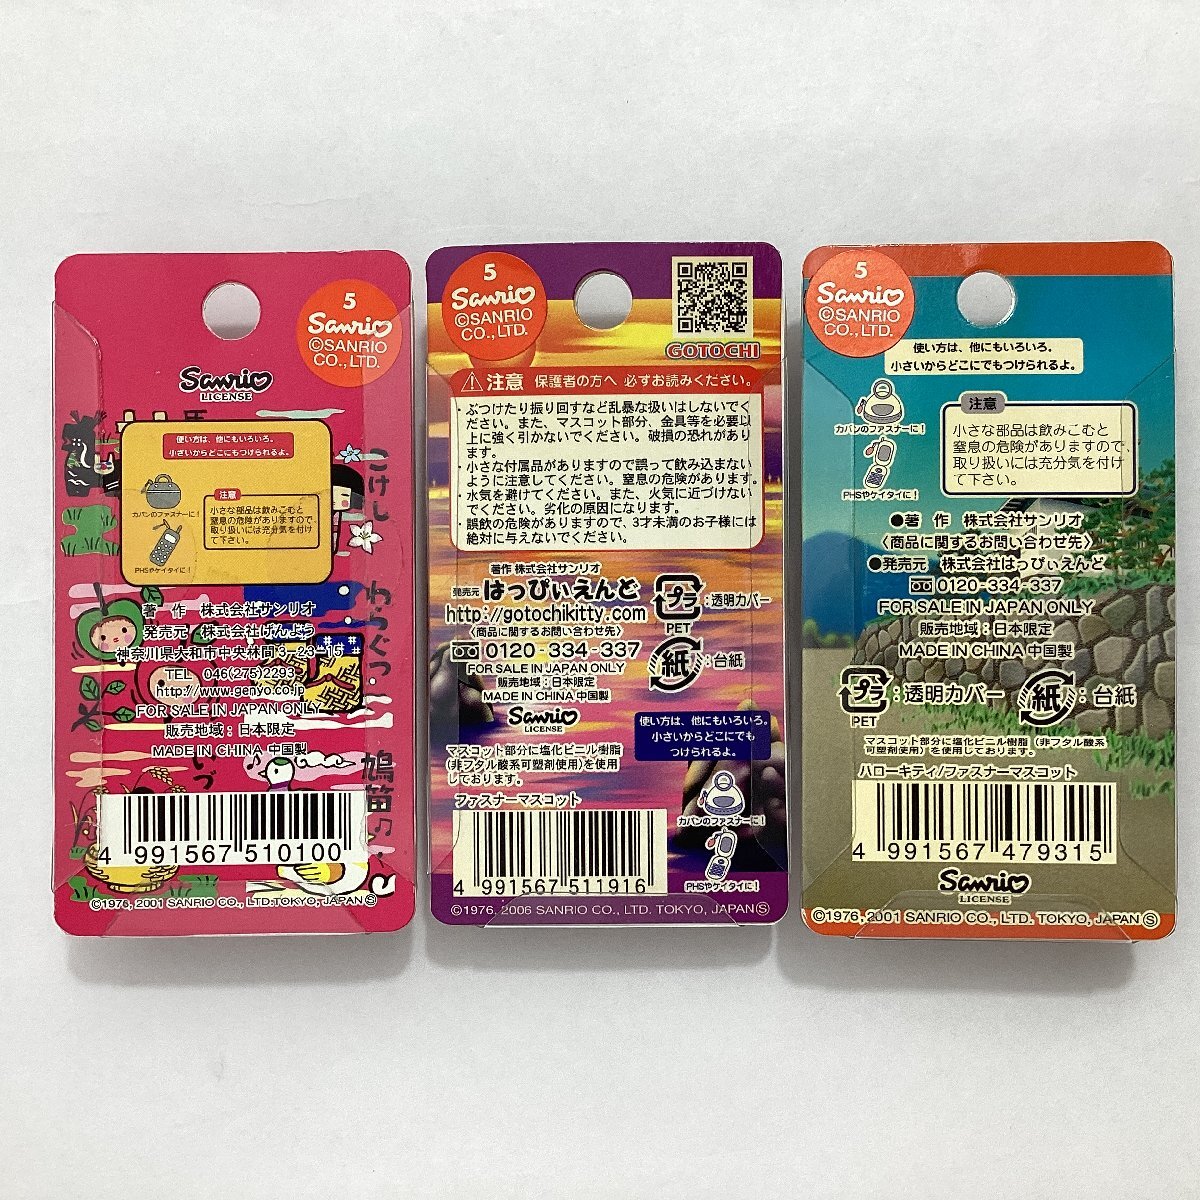 5
Sanrio
©SANRIO
CO., LTD.
Sanrio
LICENSE
使い方は、他にもいろいろ。
小さいからどこにもつけられるよ。
カバンのファスナーに!
注意
小さな部品は飲みこむと
窒息の危険がありますので、
取り扱いには充分気を付け
て下さい。
PHSやケイタイに!
こけし
わらぐつ
鳩笛
著 作 株式会社サンリオ
発売元 株式会社げんよう
神奈川県大和市中央林間3-23-15
TEL 046(275)2293
http://www.genyo.co.jp
FOR SALE IN JAPAN ONLY
販売地域:日本限定
MADE IN CHINA 中国製
4 991567 510100
©1976, 2001 SANRIO CO., LTD. TOKYO, JAPAN Ⓢ
5
Sanrio
©SANRIO
CO., LTD.
GOTOCHI
注意 保護者の方へ 必ずお読みください。
・ぶつけたり振り回すなど乱暴な扱いはしないでく
ださい。また、マスコット部分、金具等を必要以
上に強く引かないでください。破損の恐れがあり
ます。
・小さな付属品がありますので誤って飲み込まない
ように注意してください。窒息の危険があります。
・水気を避けてください。また、火気に近づけない
でください。劣化の原因になります。
・誤飲の危険がありますので、3才未満のお子様には
絶対に与えないでください。
著作 株式会社サンリオ
発売元 はっぴぃえんど
http://gotochikitty.com
〈商品に関するお問い合わせ先〉
0120-334-337
FOR SALE IN JAPAN ONLY
販売地域:日本限定
MADE IN CHINA 中国製
プラ :透明カバー
PET
紙 :台紙
Sanrio
LICENSE
使い方は、他にもいろいろ。
小さいからどこにでも
つけられるよ。
マスコット部分に塩化ビニル樹脂
(非フタル酸系可塑剤使用)を使用
しております。
ファスナーマスコット
カバンのファスナーに!
PHSやケイタイに!
4 991567 511916
©1976, 2006 SANRIO CO., LTD. TOKYO, JAPAN Ⓢ
5
Sanrio
©SANRIO
CO., LTD.
使い方は、他にもいろいろ。
小さいからどこにでもつけられるよ。
カバンのファスナーに!
PHSやケイタイに!
注意
小さな部品は飲みこむと
窒息の危険がありますので、
取り扱いには充分気を付け
て下さい。
●著 作 株式会社サンリオ
〈商品に関するお問い合わせ先〉
●発売元 株式会社はっぴぃえんど
0120-334-337
FOR SALE IN JAPAN ONLY
販売地域:日本限定
MADE IN CHINA 中国製
プラ :透明カバー
PET
紙 :台紙
マスコット部分に塩化ビニル樹脂(非フタル酸系
可塑剤使用)を使用しております。
ハローキティ/ファスナーマスコット
4 991567 479315
Sanrio
LICENSE
©1976, 2001 SANRIO CO., LTD. TOKYO, JAPAN Ⓢ